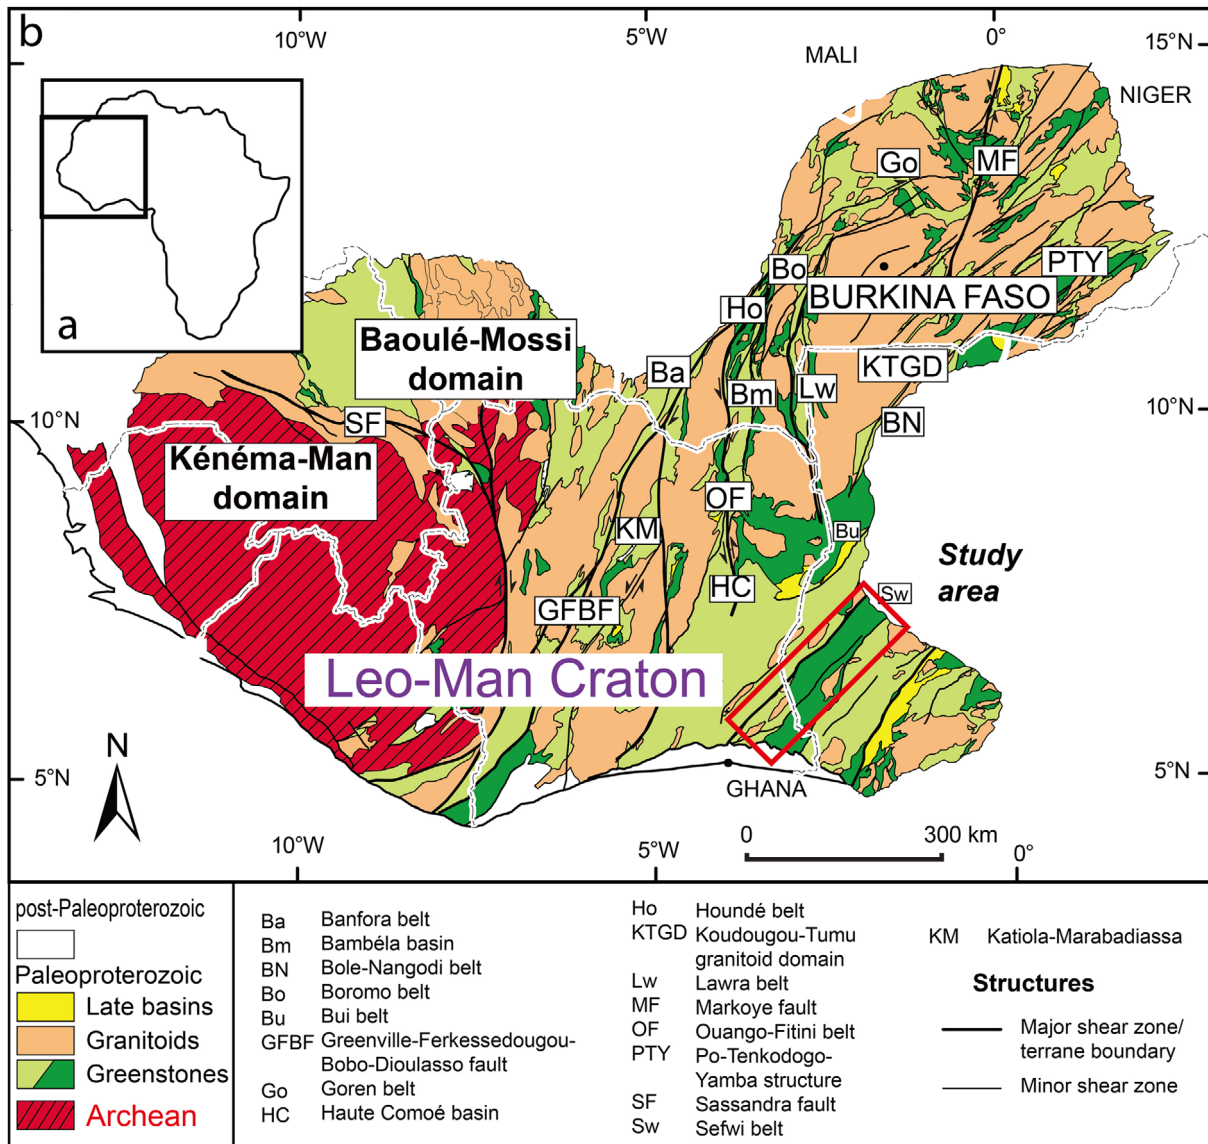 b
10°W
5°W
0°
15°N
MALI
NIGER
Go
MF
a
Bo
PTY
BURKINA FASO
Ho
Baoulé-Mossi
domain
Ba
KTGD
Bm
Lw
10°N
SF
BN
10°N
Kénéma-Man
domain
OF
KM
Bu
Study
area
HC
GFBF
Sw
Leo-Man Craton
N
5°N
GHANA
5°N
10°W
5°W
0
300 km
0°
post-Paleoproterozoic
Paleoproterozoic
Late basins
Granitoids
Greenstones
Archean
Ba Banfora belt
Bm Bambéla basin
BN Bole-Nangodi belt
Bo Boromo belt
Bu Bui belt
GFBF Greenville-Ferkessedougou-
Bobo-Dioulasso fault
Go Goren belt
HC Haute Comoé basin
Ho Houndé belt
KTGD Koudougou-Tumu
granitoid domain
Lw Lawra belt
MF Markoye fault
OF Ouango-Fitini belt
PTY Po-Tenkodogo-
Yamba structure
SF Sassandra fault
Sw Sefwi belt
KM Katiola-Marabadiassa
Structures
Major shear zone/
terrane boundary
Minor shear zone